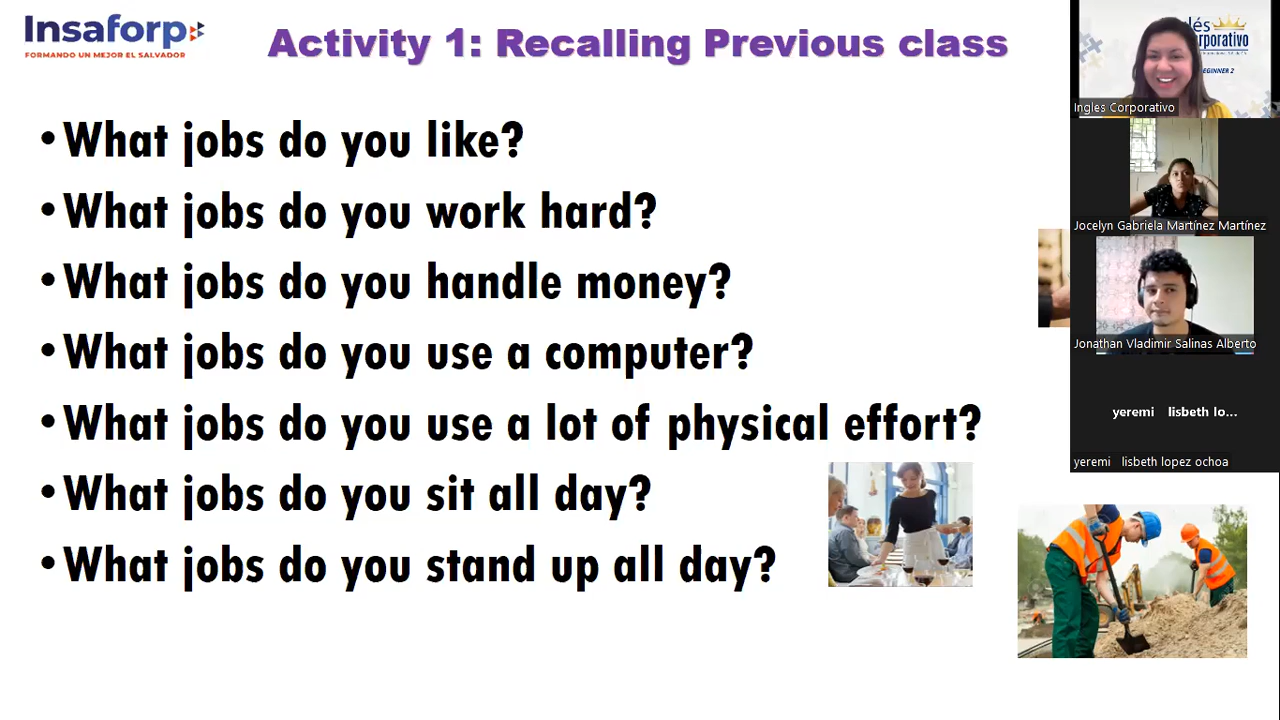 Insaforp
FORMANDO UN MEJOR EL SALVADOR
Activity 1: Recalling Previous class
•What jobs do you like?
•What jobs do you work hard?
•What jobs do you handle money?
•What jobs do you use a computer?
•What jobs do you use a lot of physical effort?
•What jobs do you sit all day?
•What jobs do you stand up all day?
Ingles Corporativo
Jocelyn Gabriela Martínez Martínez
Jonathan Vladimir Salinas Alberto
yeremi lisbeth lo...
yeremi lisbeth lopez ochoa